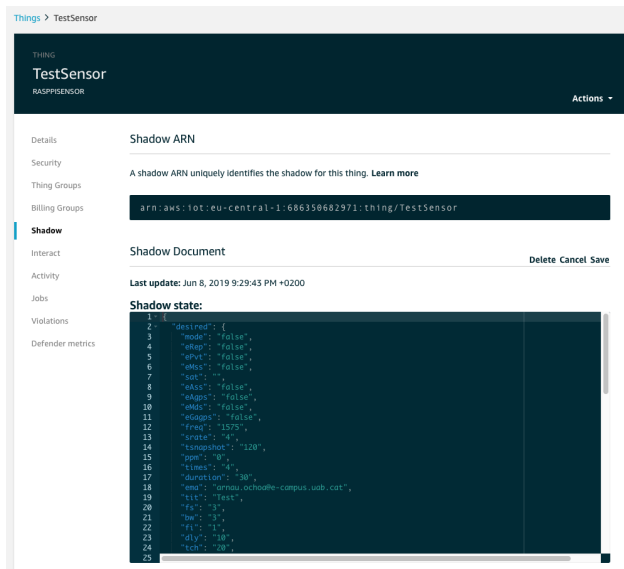 Things > TestSensor
THING
TestSensor
RASPPISENSOR
Actions
Details
Security
Thing Groups
Billing Groups
Shadow
Interact
Activity
Jobs
Violations
Defender metrics
Shadow ARN
A shadow ARN uniquely identifies the shadow for this thing. Learn more
arn:aws:iot:eu-central-1:686350682971:thing/TestSensor
Shadow Document
Delete Cancel Save
Last update: Jun 8, 2019 9:29:43 PM +0200
Shadow state:
1 {
2 "desired": {
3 "mode": "false",
4 "eRep": "false",
5 "ePvt": "false",
6 "eMss": "false",
7 "sat": "",
8 "eAss": "false",
9 "eAgps": "false",
10 "eMds": "false",
11 "eGagps": "false",
12 "freq": "1575",
13 "srate": "4",
14 "tsnapshot": "120",
15 "ppm": "0",
16 "times": "4",
17 "duration": "30",
18 "ema": "arnau.ochoa@e-campus.uab.cat",
19 "tit": "Test",
20 "fs": "3",
21 "bw": "3",
22 "fi": "1",
23 "dly": "10",
24 "tch": "20",
25